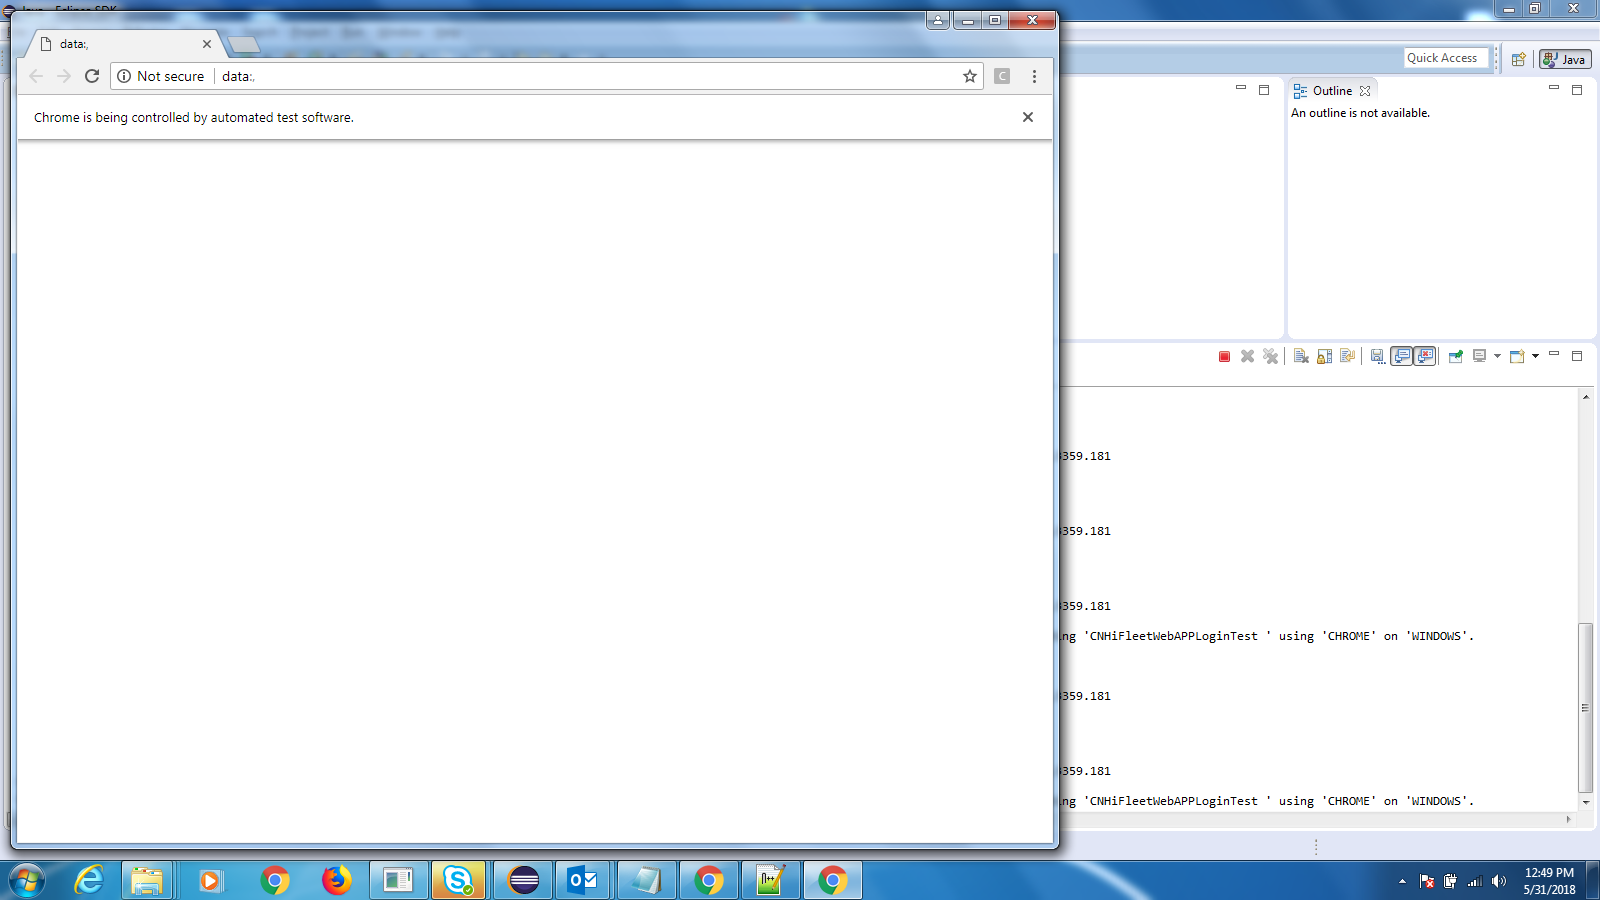 data:,
Not secure
data:,
Chrome is being controlled by automated test software.
Quick Access
Java
Outline
An outline is not available.
359.181
359.181
359.181
ng 'CNHiFleetWebAPPLoginTest ' using 'CHROME' on 'WINDOWS'.
359.181
359.181
ng 'CNHiFleetWebAPPLoginTest ' using 'CHROME' on 'WINDOWS'.
12:49 PM
5/31/2018